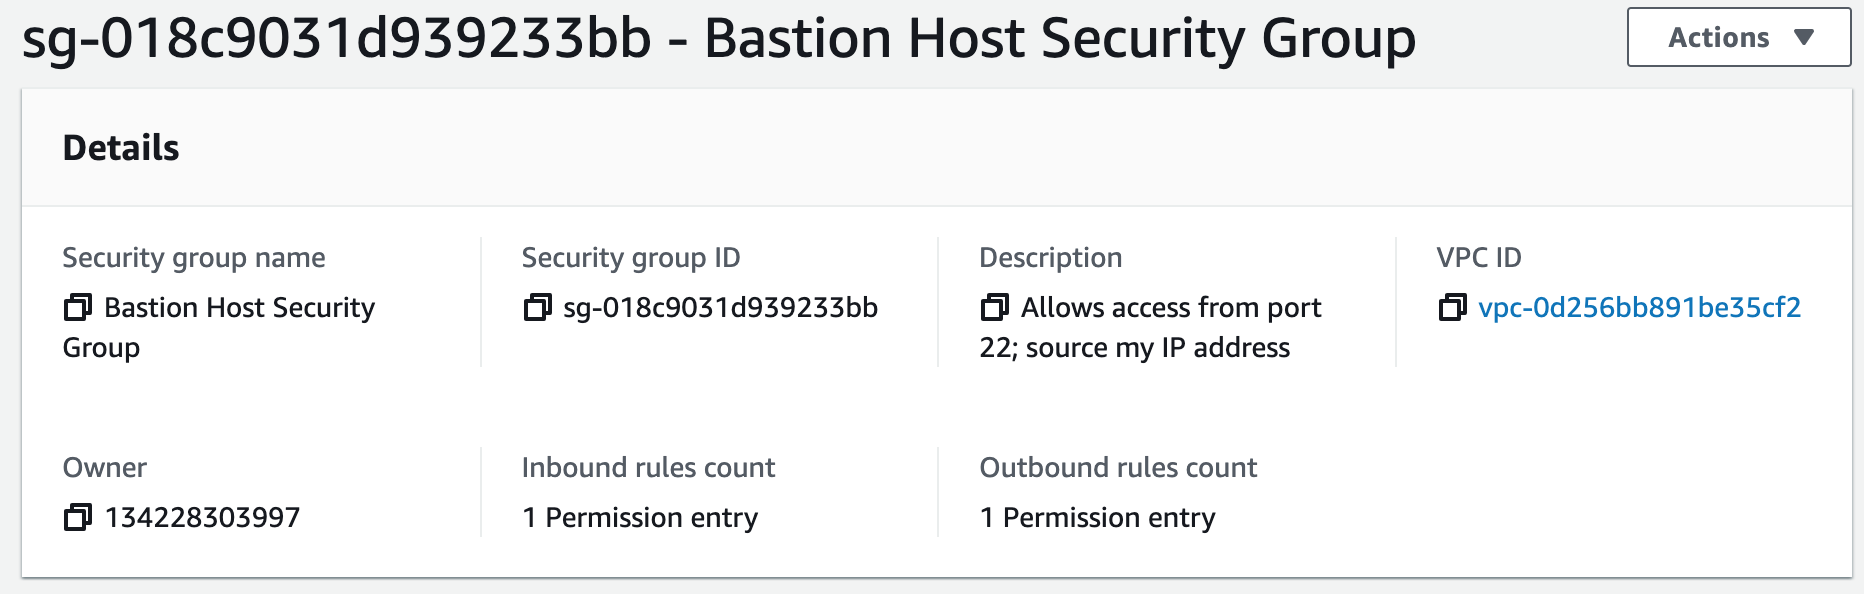 sg-018c9031d939233bb - Bastion Host Security Group
Actions
Details
Security group name
Bastion Host Security
Group
Security group ID
sg-018c9031d939233bb
Description
Allows access from port
22; source my IP address
VPC ID
vpc-0d256bb891be35cf2
Owner
134228303997
Inbound rules count
1 Permission entry
Outbound rules count
1 Permission entry